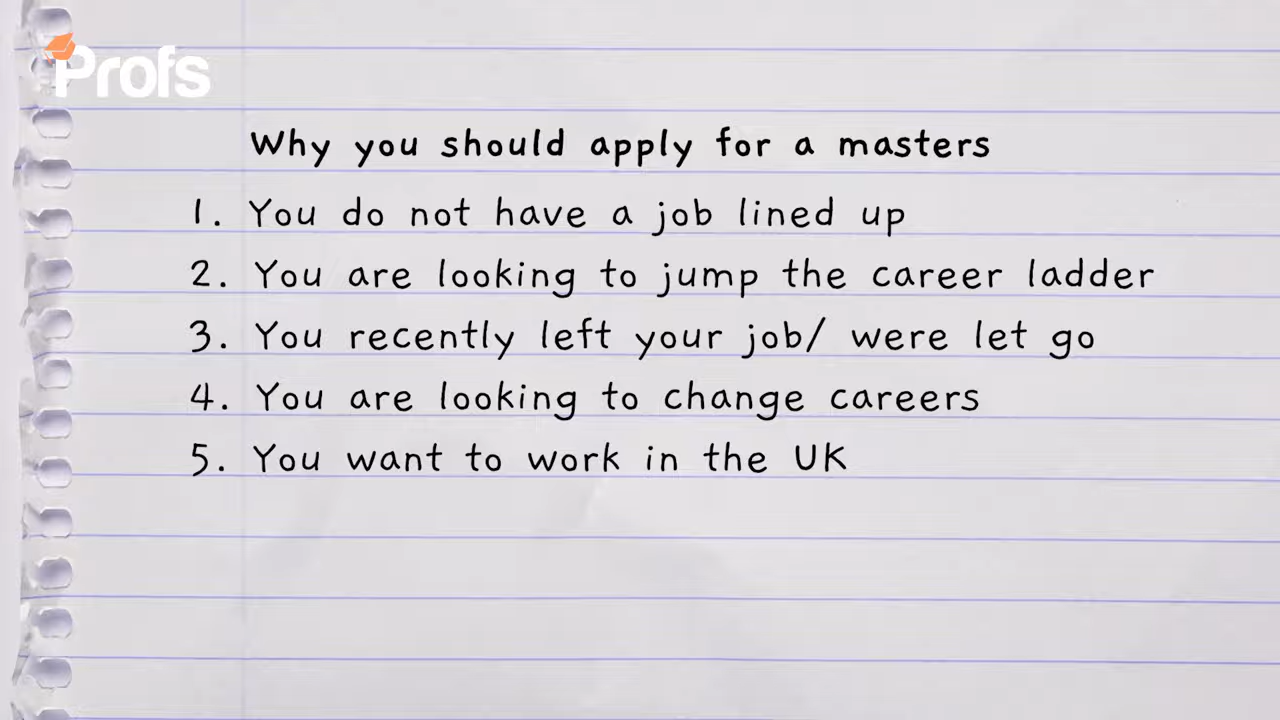 Profs
Why you should apply for a masters
1. You do not have a job lined up
2. You are looking to jump the career ladder
3. You recently left your job/ were let go
4. You are looking to change careers
5. You want to work in the UK